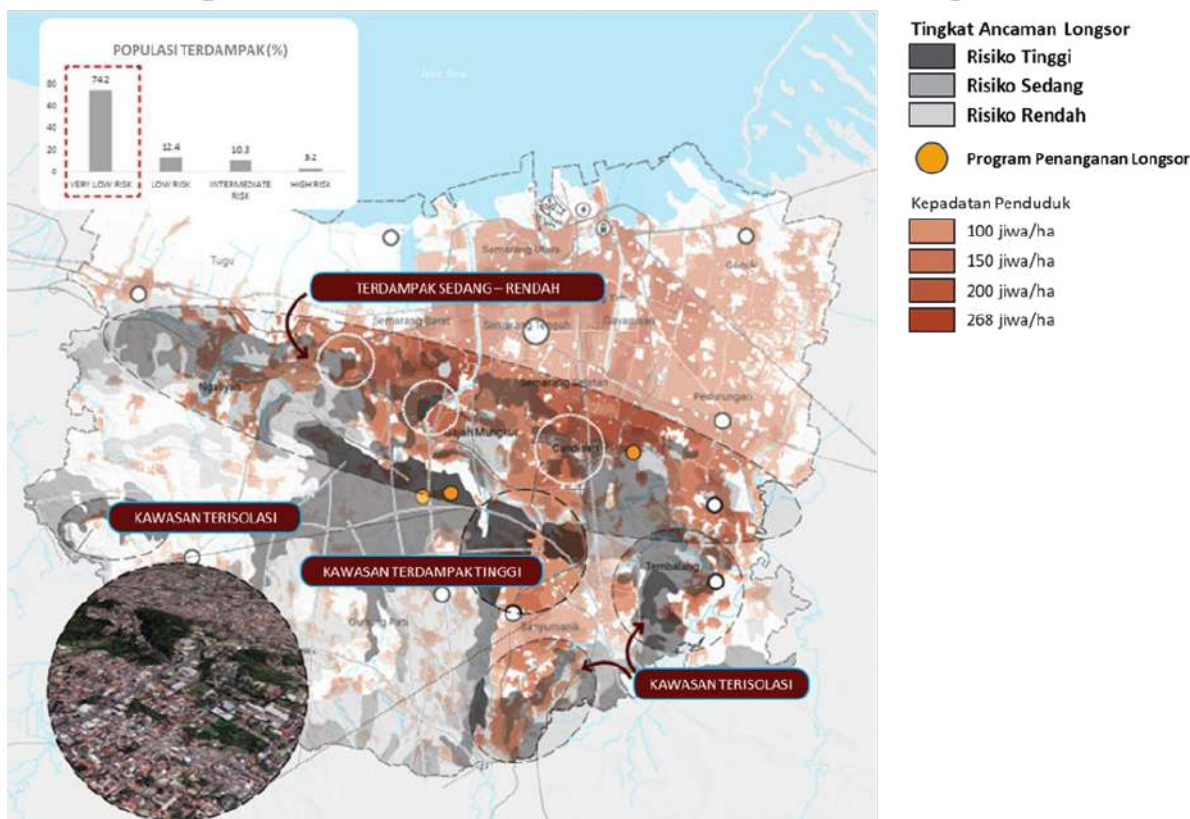 POPULASI TERDAMPAK (%)
80
60
40
20
0
74.2
12.4
10.3
3.2
VERY LOW RISK
LOW RISK
INTERMEDIATE
RISK
HIGH RISK
Java Sea
Tugu
Semarang Utara
Genuk
TERDAMPAK SEDANG – RENDAH
Semarang Barat
Semarang Tengah
Gayamsari
Ngaliyan
Semarang Selatan
Pedurungan
Gajah Mungkur
Candisari
KAWASAN TERISOLASI
KAWASAN TERDAMPAK TINGGI
Tembalang
Gunung Pati
Banyumanik
KAWASAN TERISOLASI
Tingkat Ancaman Longsor
Risiko Tinggi
Risiko Sedang
Risiko Rendah
Program Penanganan Longsor
Kepadatan Penduduk
100 jiwa/ha
150 jiwa/ha
200 jiwa/ha
268 jiwa/ha